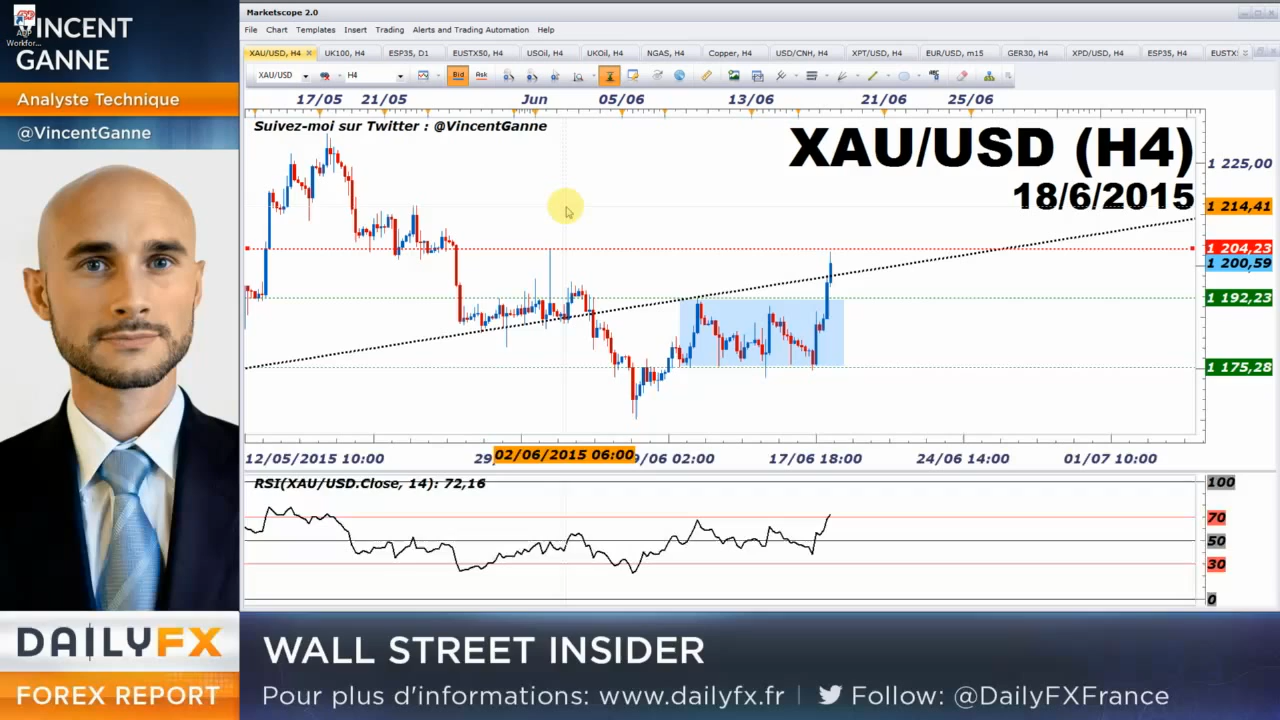 VINCENT
GANNE
Analyste Technique
@VincentGanne
Marketscope 2.0
File Chart Templates Insert Trading Alerts and Trading Automation Help
XAU/USD, H4 UK100, H4 ESP35, D1 EUSTX50, H4 USOil, H4 UKOil, H4 NGAS, H4 Copper, H4 USD/CNH, H4 XPT/USD, H4 EUR/USD, m15 GER30, H4 XPD/USD, H4 ESP35, H4 EUSTX
XAU/USD H4 Bid Ask
17/05 21/05 Jun 05/06 13/06 21/06 25/06
Suivez-moi sur Twitter : @VincentGanne
XAU/USD (H4)
18/6/2015
1 225,00
1 214,41
1 204,23
1 200,59
1 192,23
1 175,28
12/05/2015 10:00 29/ 02/06/2015 06:00 9/06 02:00 17/06 18:00 24/06 14:00 01/07 10:00
RSI(XAU/USD.Close, 14): 72,16
100
70
50
30
0
DAILYFX
FOREX REPORT
WALL STREET INSIDER
Pour plus d'informations: www.dailyfx.fr | Follow: @DailyFXFrance